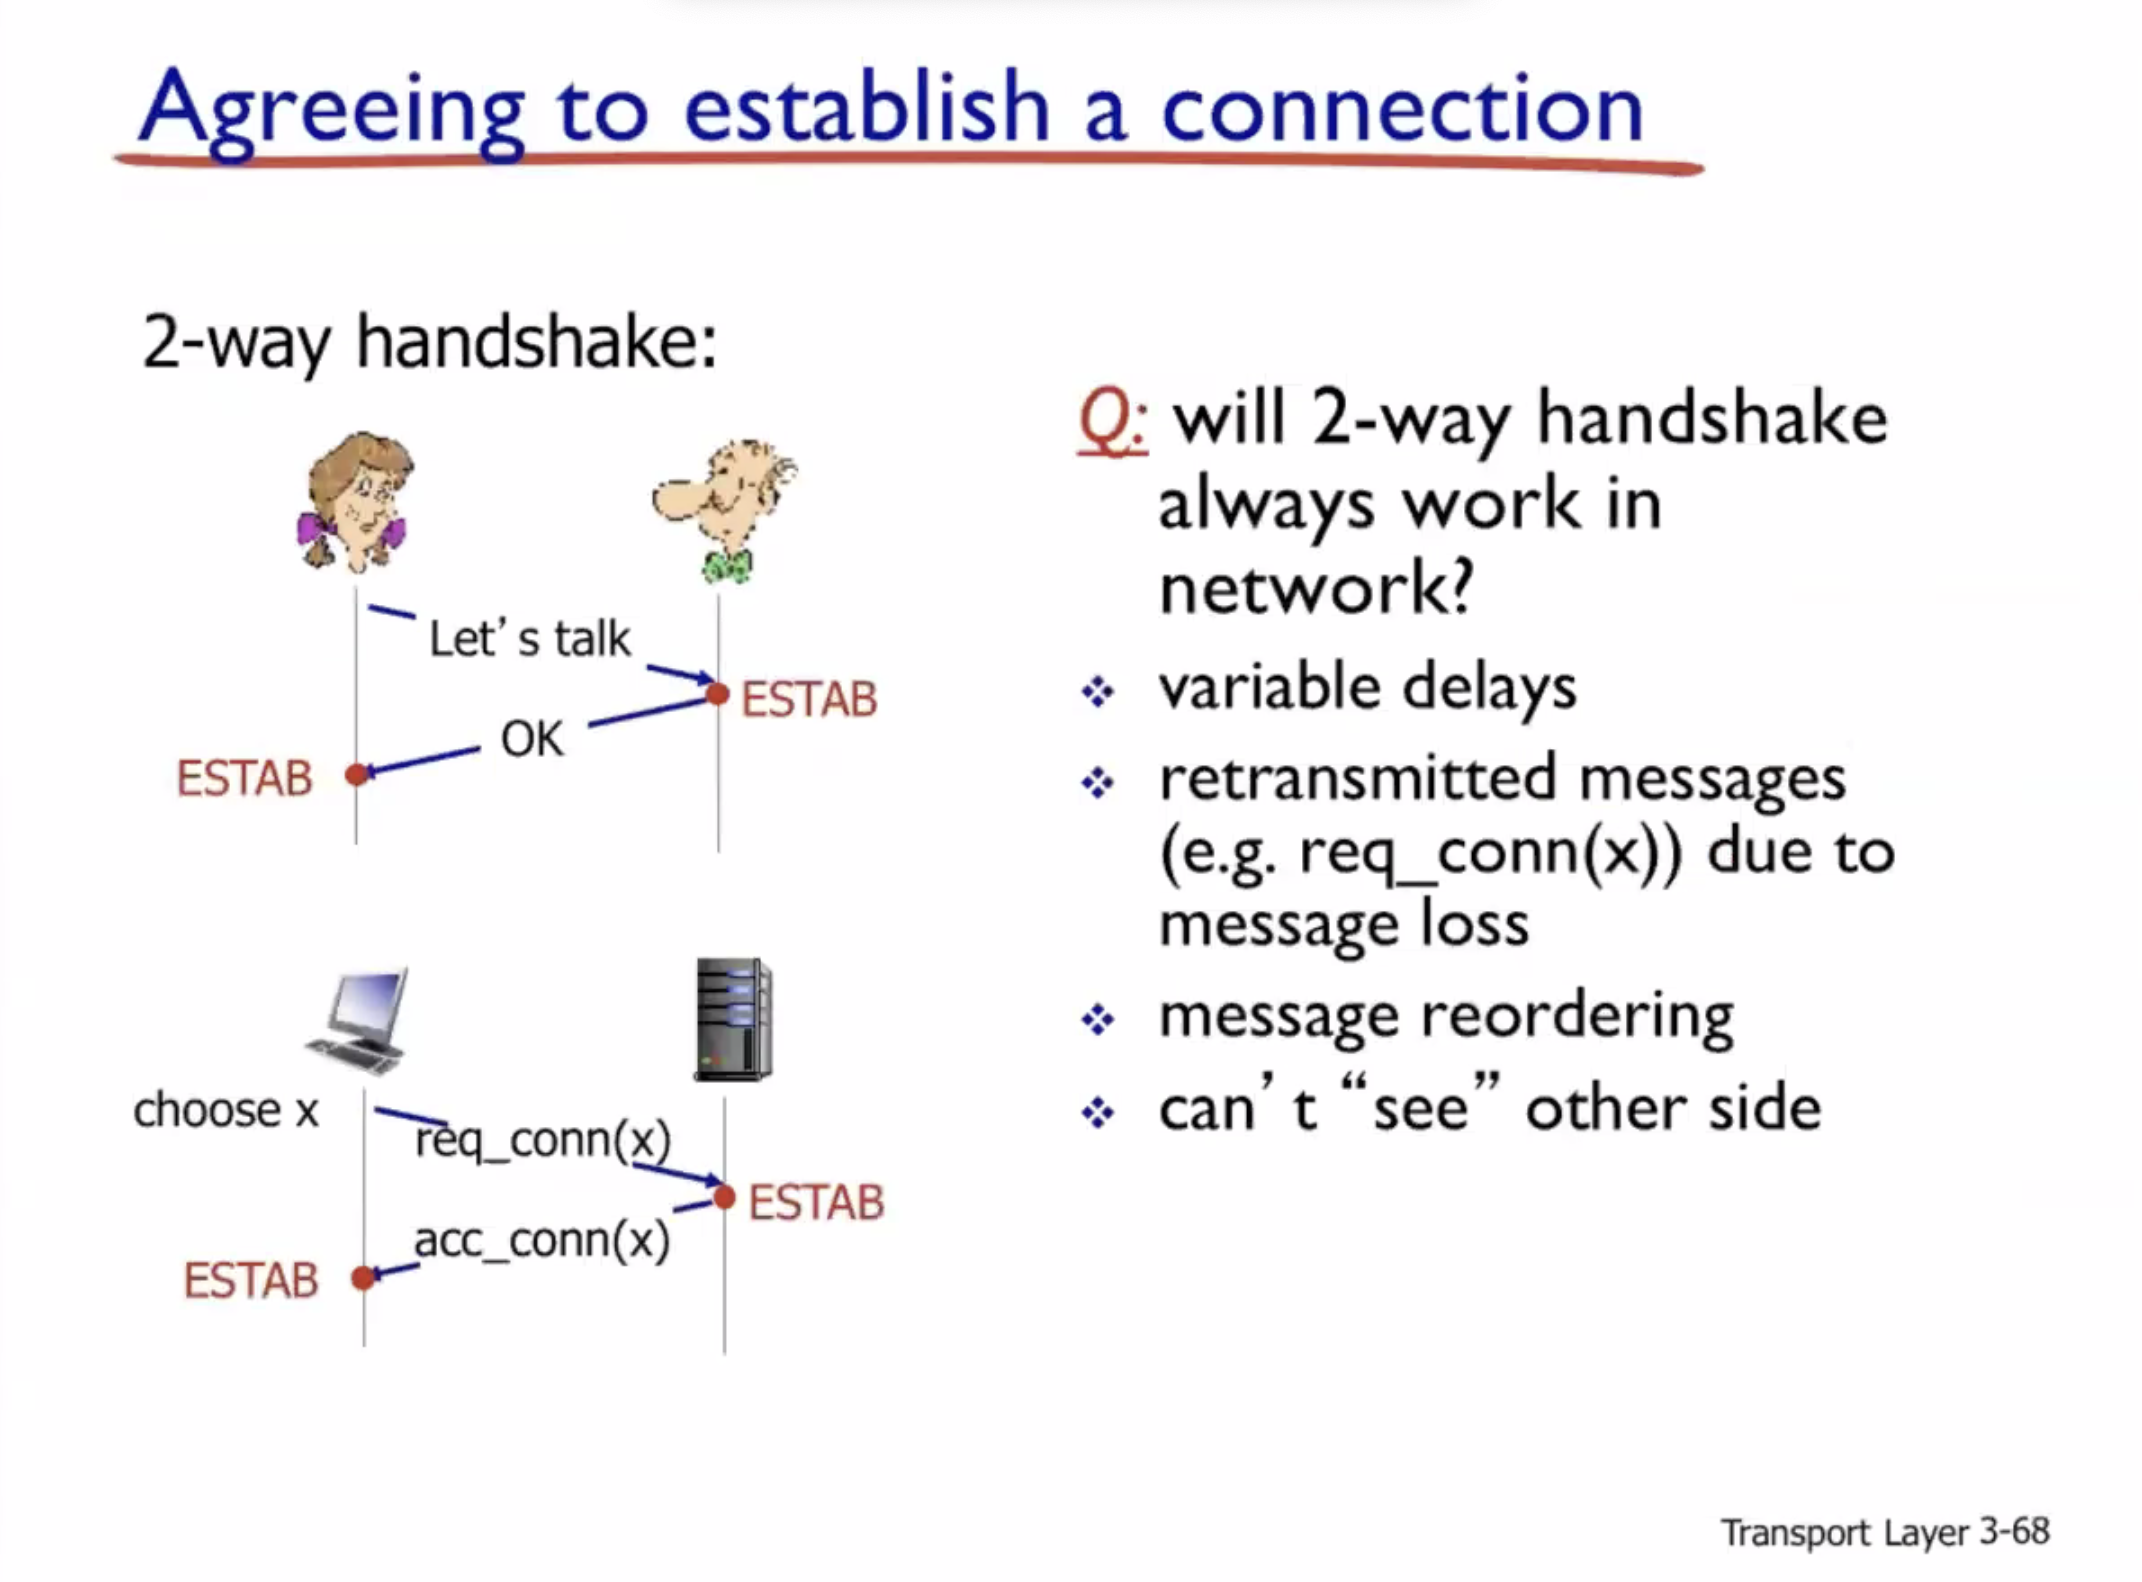 Agreeing to establish a connection
2-way handshake:
Let’s talk
ESTAB
OK
ESTAB
choose x
req_conn(x)
ESTAB
acc_conn(x)
ESTAB
Q: will 2-way handshake
always work in
network?
variable delays
retransmitted messages
(e.g. req_conn(x)) due to
message loss
message reordering
can’t “see” other side
Transport Layer 3-68